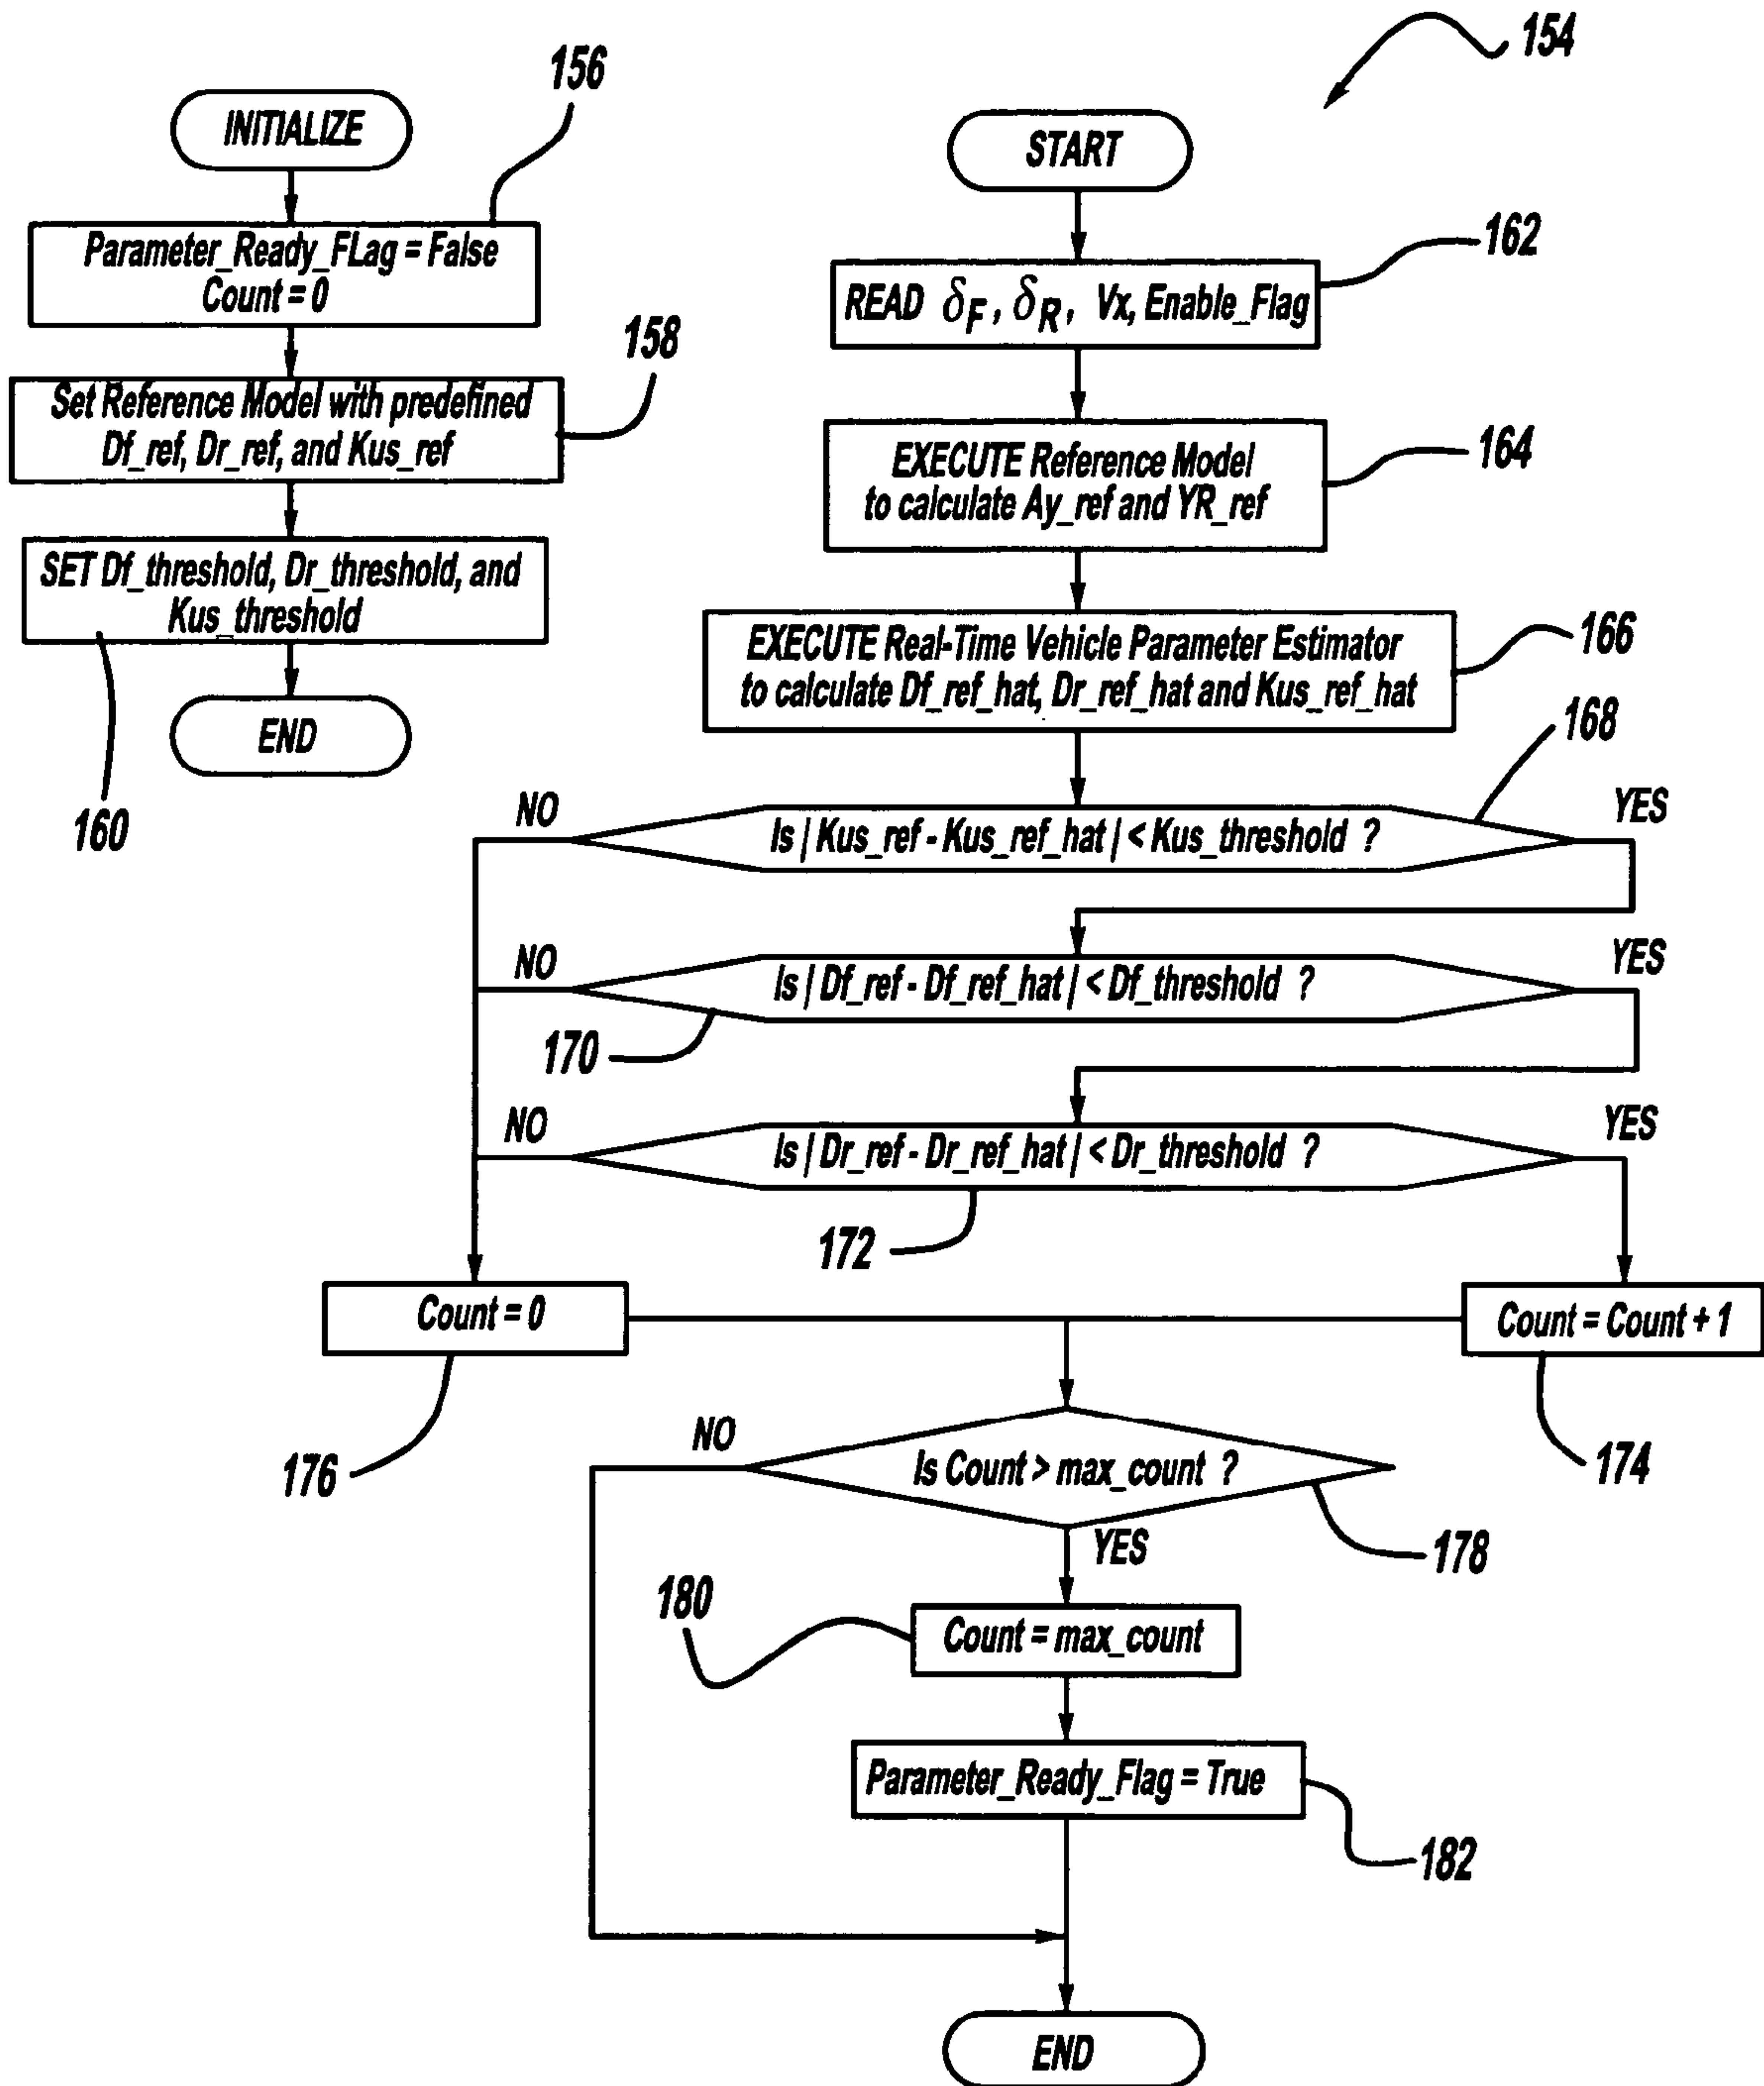 154
156
INITIALIZE
START
Parameter_Ready_FLag = False
Count = 0
162
READ δF, δR, Vx, Enable_Flag
158
Set Reference Model with predefined
Df_ref, Dr_ref, and Kus_ref
164
EXECUTE Reference Model
to calculate Ay_ref and YR_ref
SET Df_threshold, Dr_threshold, and
Kus_threshold
166
EXECUTE Real-Time Vehicle Parameter Estimator
to calculate Df_ref_hat, Dr_ref_hat and Kus_ref_hat
END
168
160
NO
YES
Is | Kus_ref - Kus_ref_hat | < Kus_threshold ?
NO
YES
Is | Df_ref - Df_ref_hat | < Df_threshold ?
170
NO
YES
Is | Dr_ref - Dr_ref_hat | < Dr_threshold ?
172
Count = 0
Count = Count + 1
176
174
NO
Is Count > max_count ?
YES
178
180
Count = max_count
Parameter_Ready_Flag = True
182
END